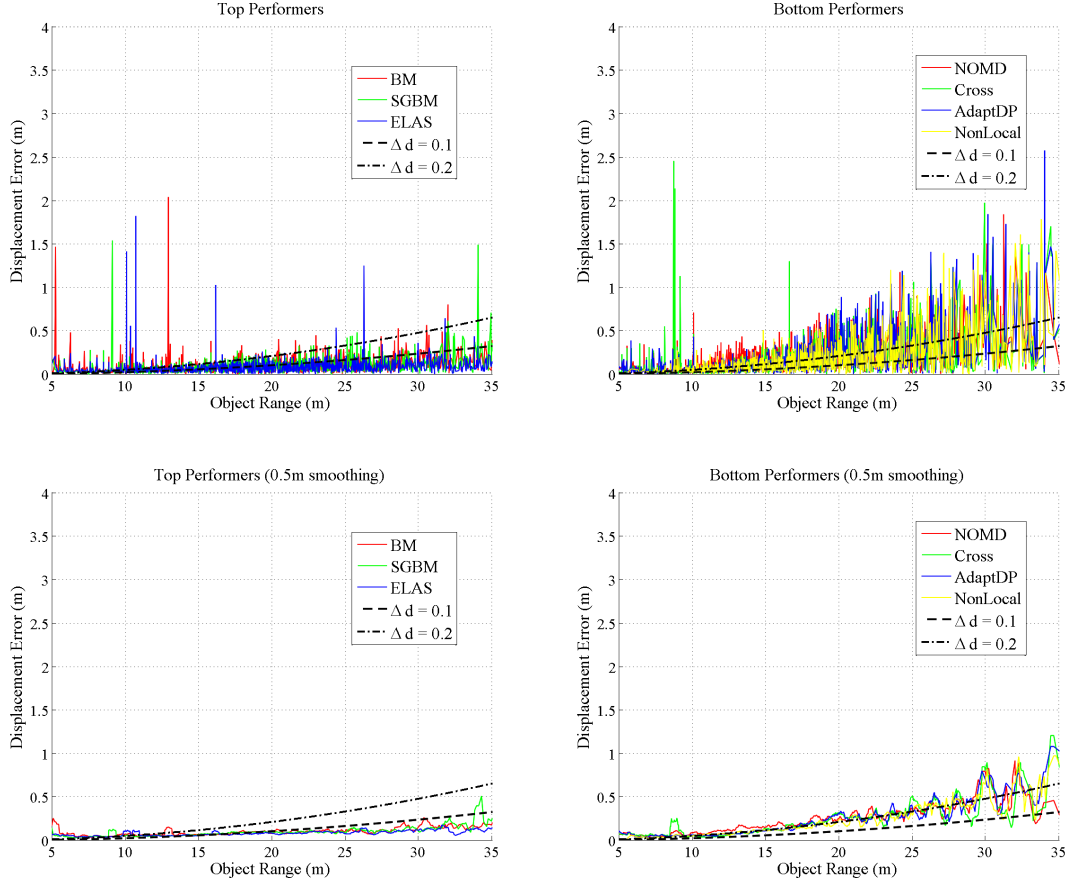 Top Performers
4
3.5
3
2.5
2
1.5
1
0.5
0
Displacement Error (m)
BM
SGBM
ELAS
Δ d = 0.1
Δ d = 0.2
5 10 15 20 25 30 35
Object Range (m)
Bottom Performers
4
3.5
3
2.5
2
1.5
1
0.5
0
Displacement Error (m)
NOMD
Cross
AdaptDP
NonLocal
Δ d = 0.1
Δ d = 0.2
5 10 15 20 25 30 35
Object Range (m)
Top Performers (0.5m smoothing)
4
3.5
3
2.5
2
1.5
1
0.5
0
Displacement Error (m)
BM
SGBM
ELAS
Δ d = 0.1
Δ d = 0.2
5 10 15 20 25 30 35
Object Range (m)
Bottom Performers (0.5m smoothing)
4
3.5
3
2.5
2
1.5
1
0.5
0
Displacement Error (m)
NOMD
Cross
AdaptDP
NonLocal
Δ d = 0.1
Δ d = 0.2
5 10 15 20 25 30 35
Object Range (m)